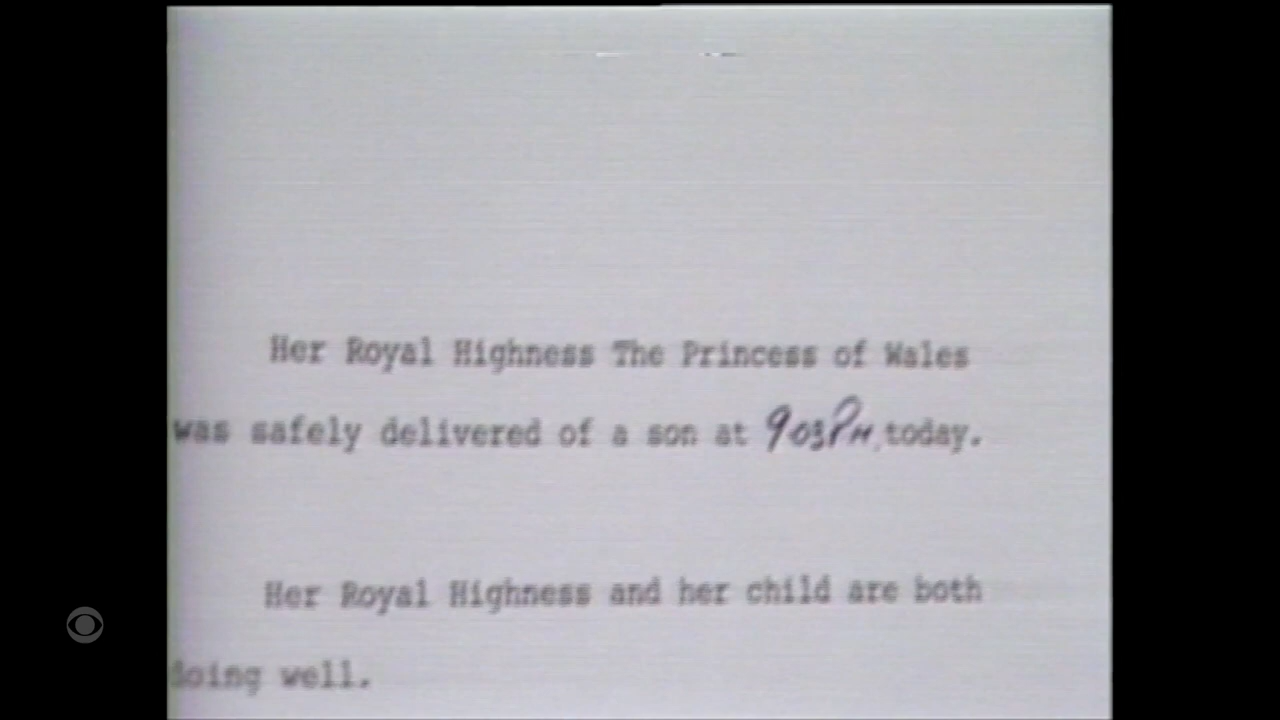 Her Royal Highness The Princess of Wales
was safely delivered of a son at 903PM, today.
Her Royal Highness and her child are both
doing well.